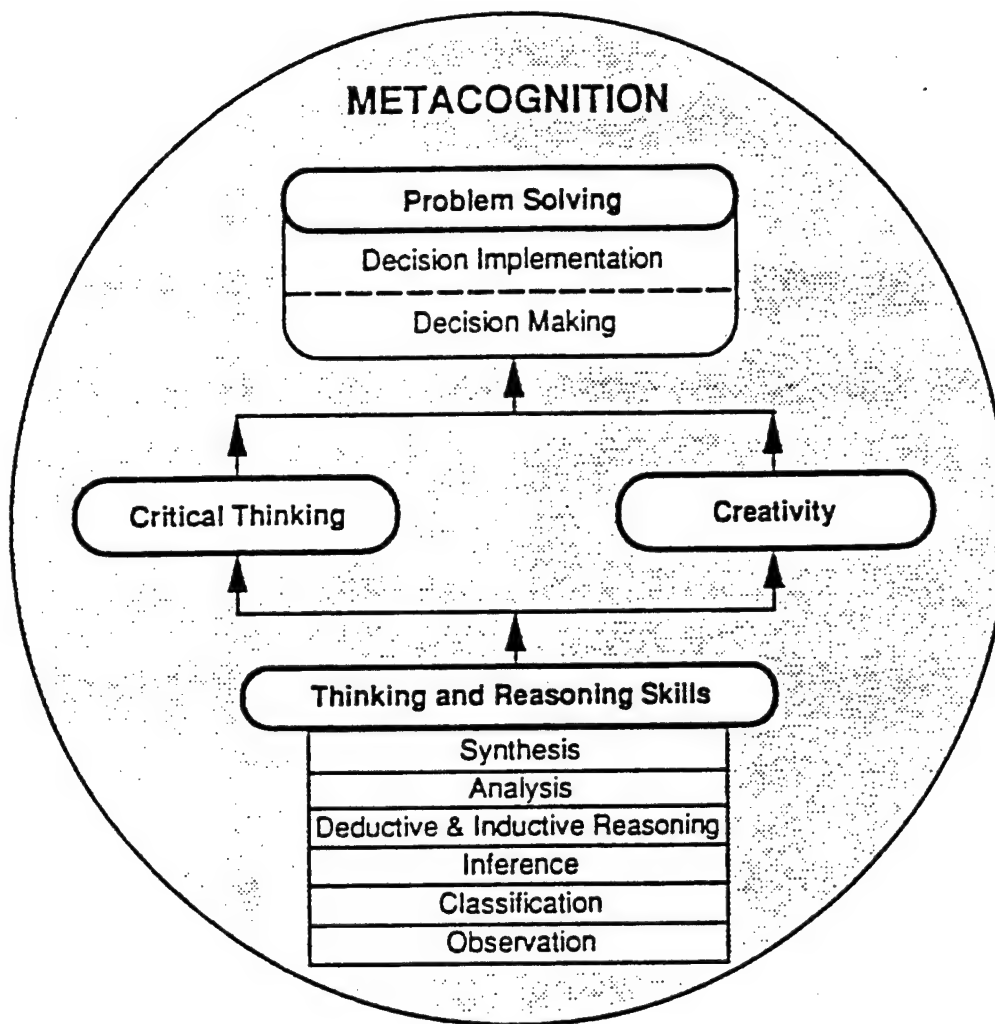 METACOGNITION
Problem Solving
Decision Implementation
Decision Making
Critical Thinking
Creativity
Thinking and Reasoning Skills
Synthesis
Analysis
Deductive & Inductive Reasoning
Inference
Classification
Observation